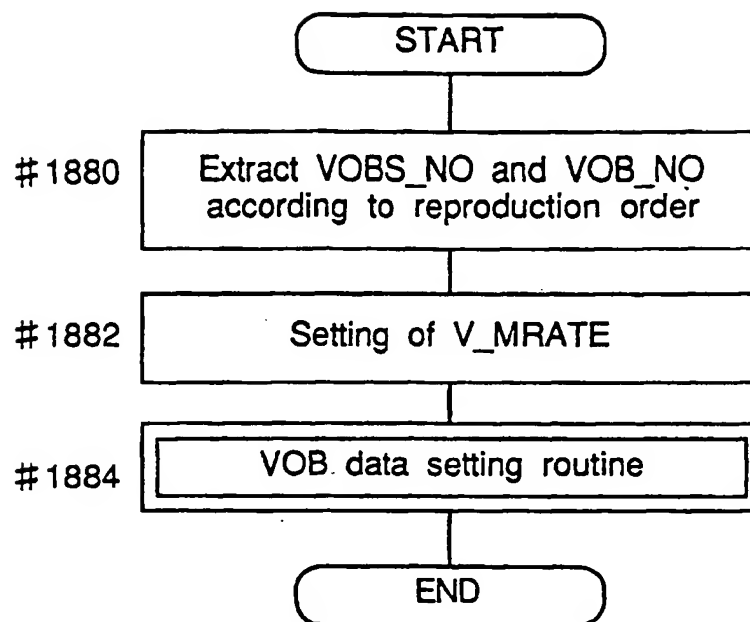 START
#1880
Extract VOBS_NO and VOB_NO
according to reproduction order
#1882
Setting of V_MRATE
#1884
VOB data setting routine
END